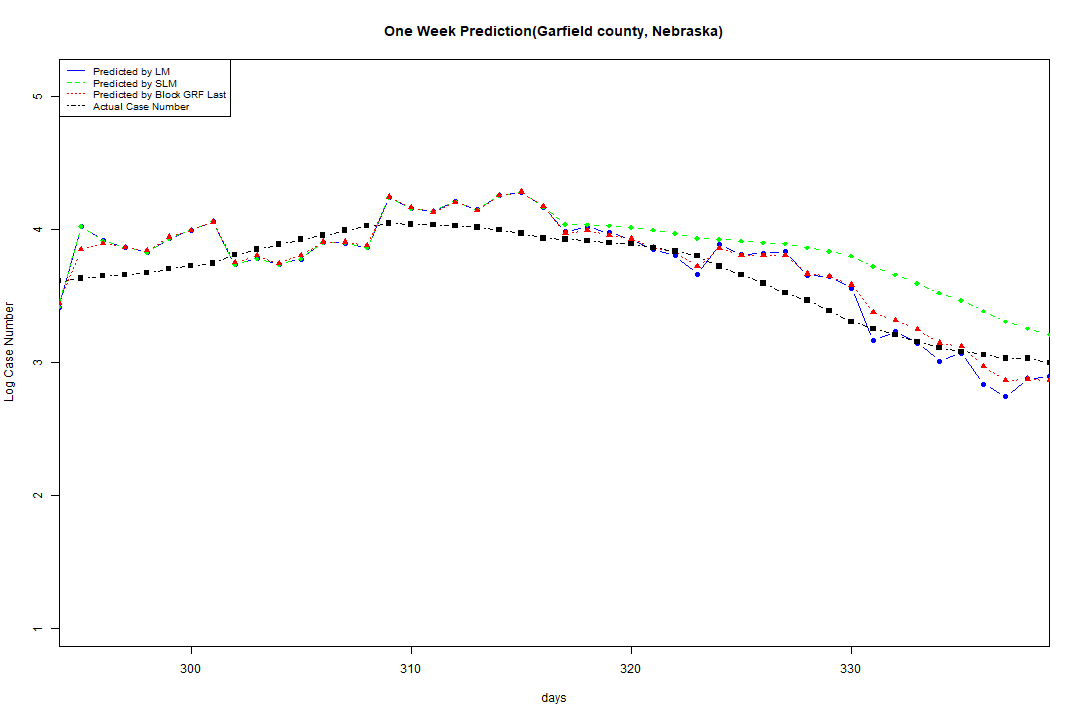 One Week Prediction(Garfield county, Nebraska)
Predicted by LM
Predicted by SLM
Predicted by Block GRF Last
Actual Case Number
5
4
3
2
1
Log Case Number
300
310
320
330
days